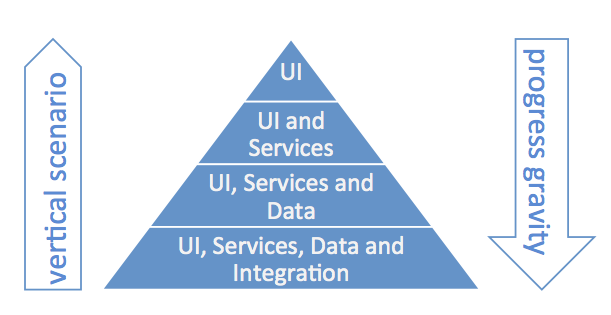 vertical scenario
UI
UI and
Services
UI, Services and
Data
UI, Services, Data and
Integration
progress gravity